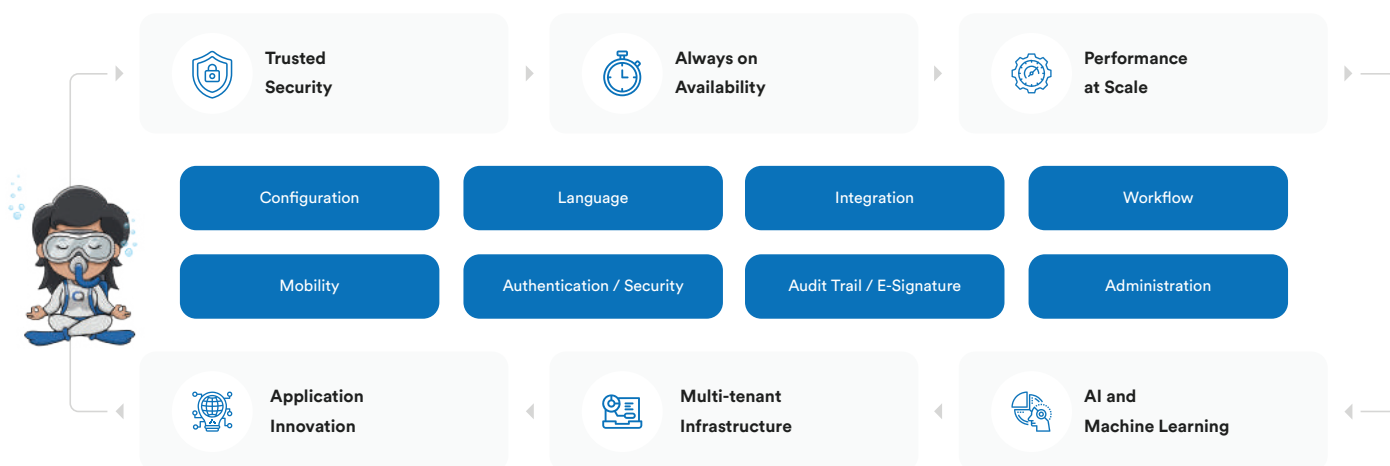 Trusted
Security
Always on
Availability
Performance
at Scale
Configuration
Language
Integration
Workflow
Mobility
Authentication / Security
Audit Trail / E-Signature
Administration
Application
Innovation
Multi-tenant
Infrastructure
AI and
Machine Learning